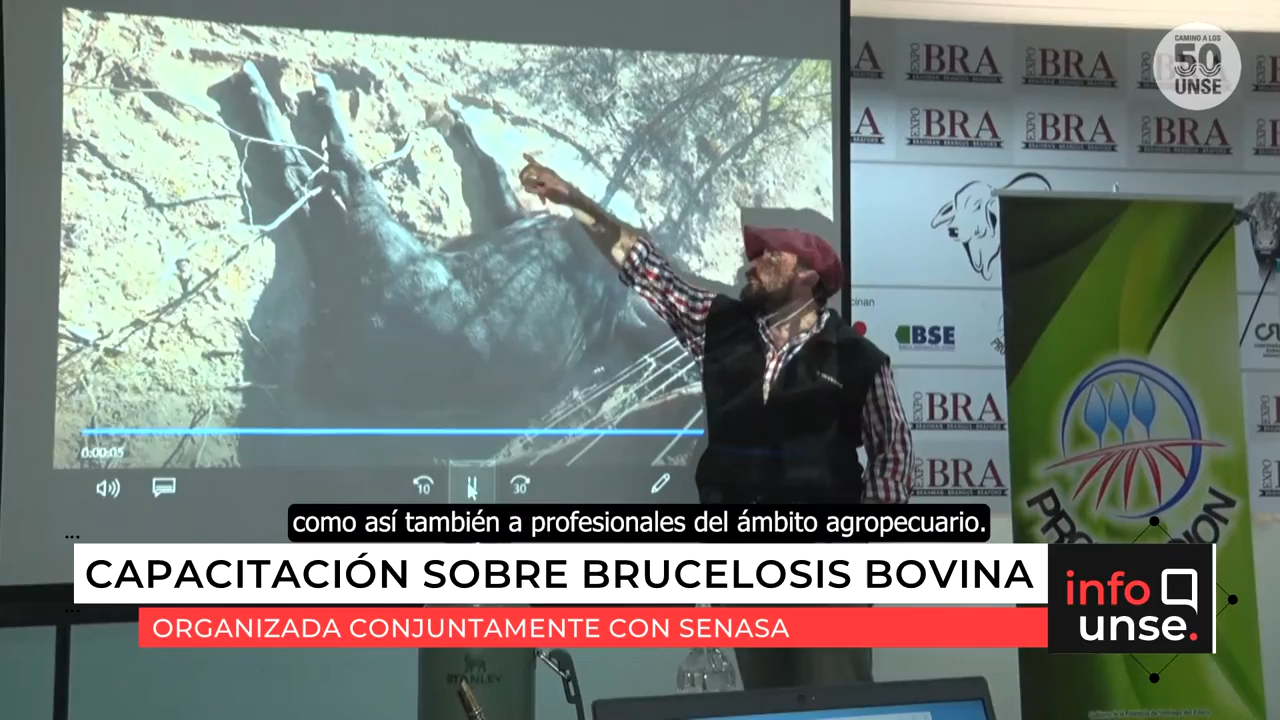 CAMINO A LOS
50
UNSE
BRA
EXPO BRA
EXPO BRA
BRA
EXPO BRA
EXPO BRA
EXPO BRA
cinan
BSE
EXPO BRA
EXPO BRA
0:00:05
10
30
como así también a profesionales del ámbito agropecuario.
CAPACITACIÓN SOBRE BRUCELOSIS BOVINA
ORGANIZADA CONJUNTAMENTE CON SENASA
info
unse.
STANLEY